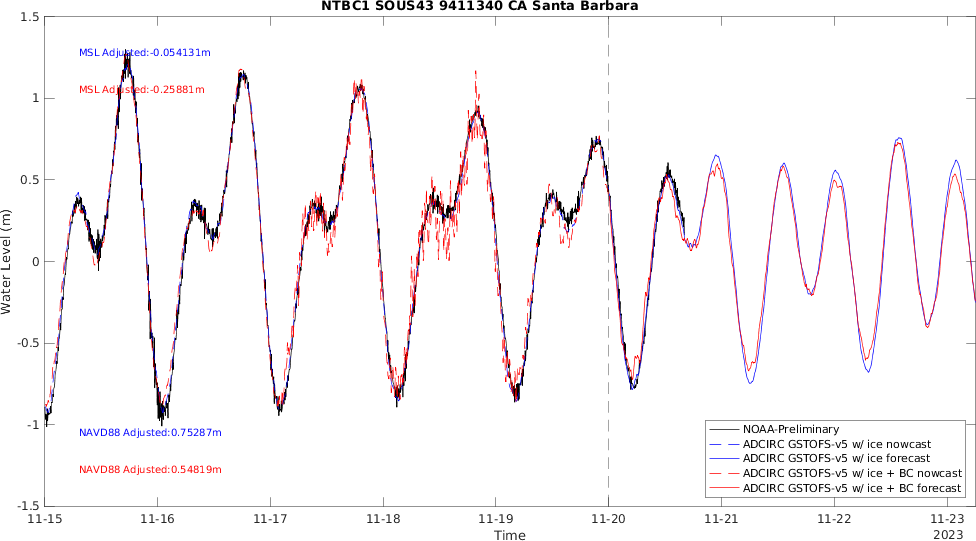 NTBC1 SOUS43 9411340 CA Santa Barbara
1.5
1
0.5
0
-0.5
-1
-1.5
Water Level (m)
MSL Adjusted:-0.054131m
MSL Adjusted:-0.25881m
NAVD88 Adjusted:0.75287m
NAVD88 Adjusted:0.54819m
NOAA-Preliminary
ADCIRC GSTOFS-v5 w/ ice nowcast
ADCIRC GSTOFS-v5 w/ ice forecast
ADCIRC GSTOFS-v5 w/ice + BC nowcast
ADCIRC GSTOFS-v5 w/ice + BC forecast
11-15 11-16 11-17 11-18 11-19 11-20 11-21 11-22 11-23
Time
2023